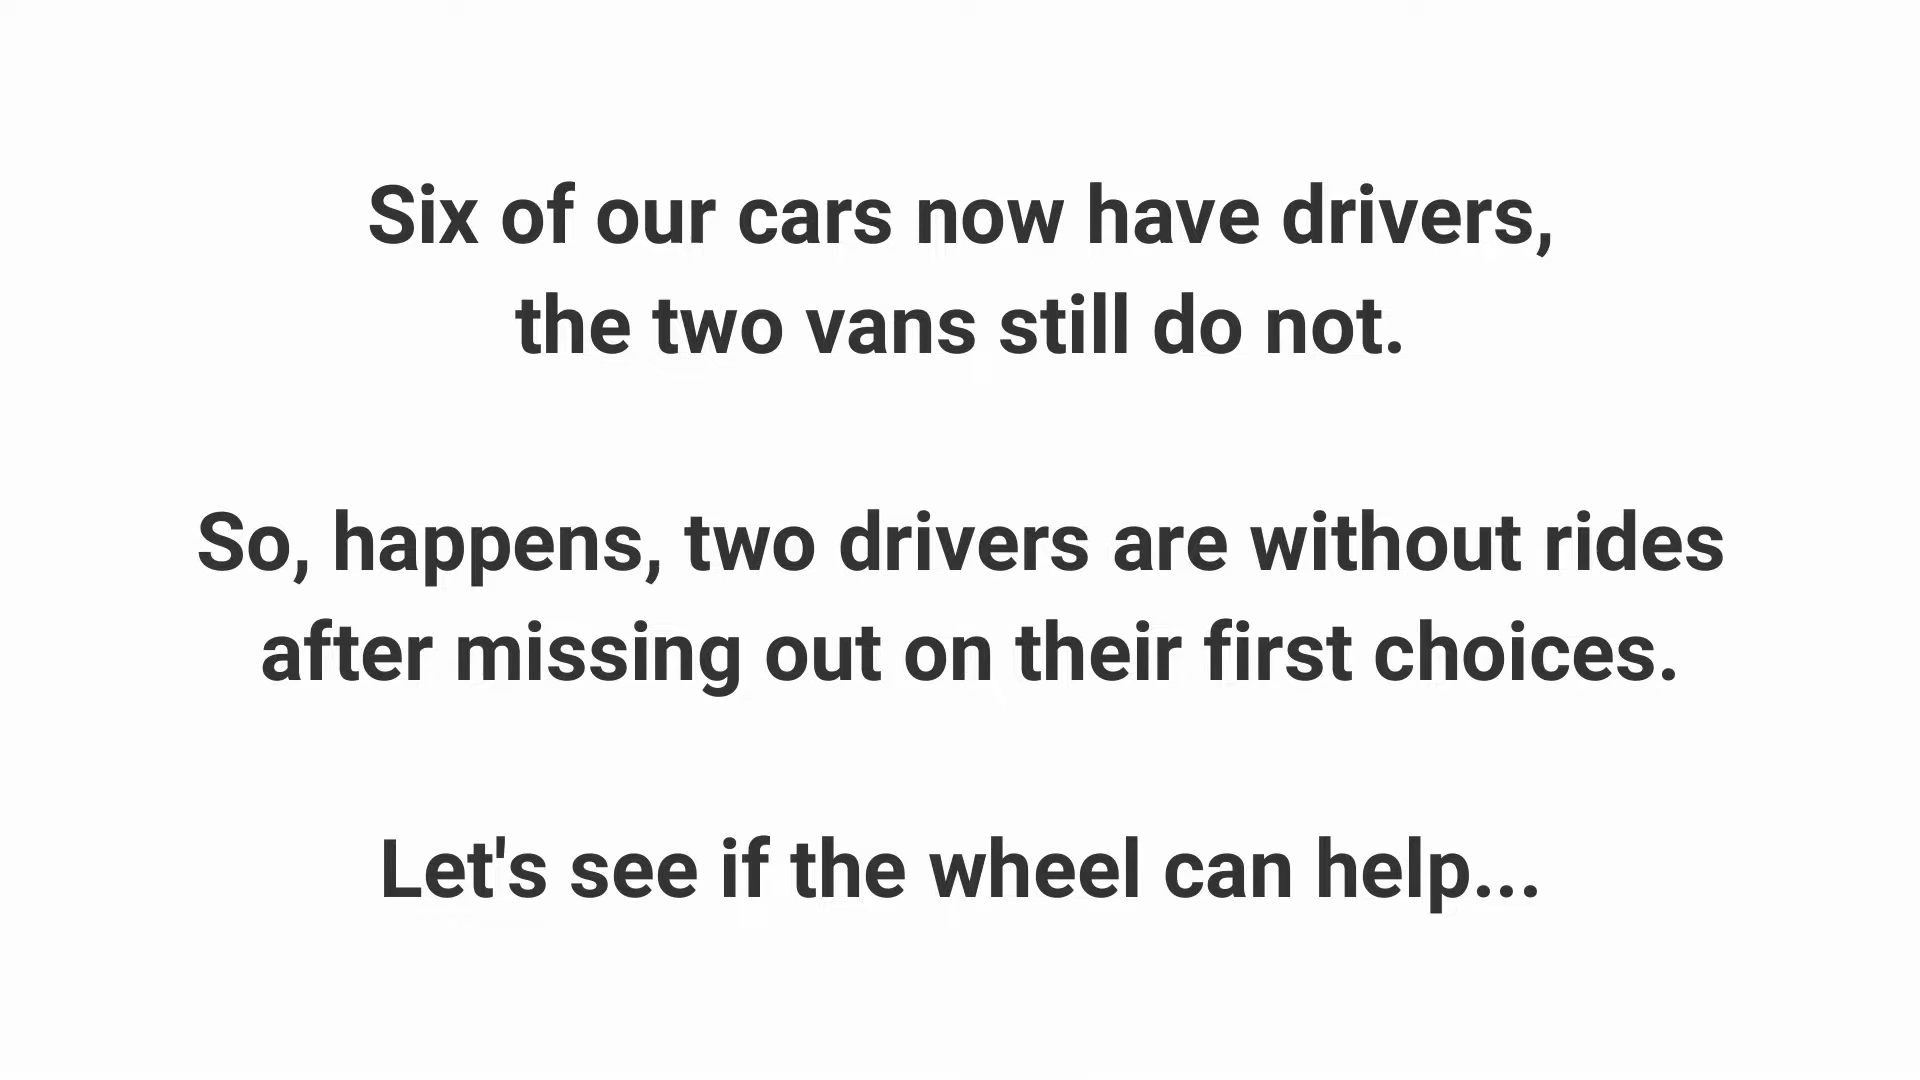 Six of our cars now have drivers,
the two vans still do not.
So, happens, two drivers are without rides
after missing out on their first choices.
Let's see if the wheel can help...